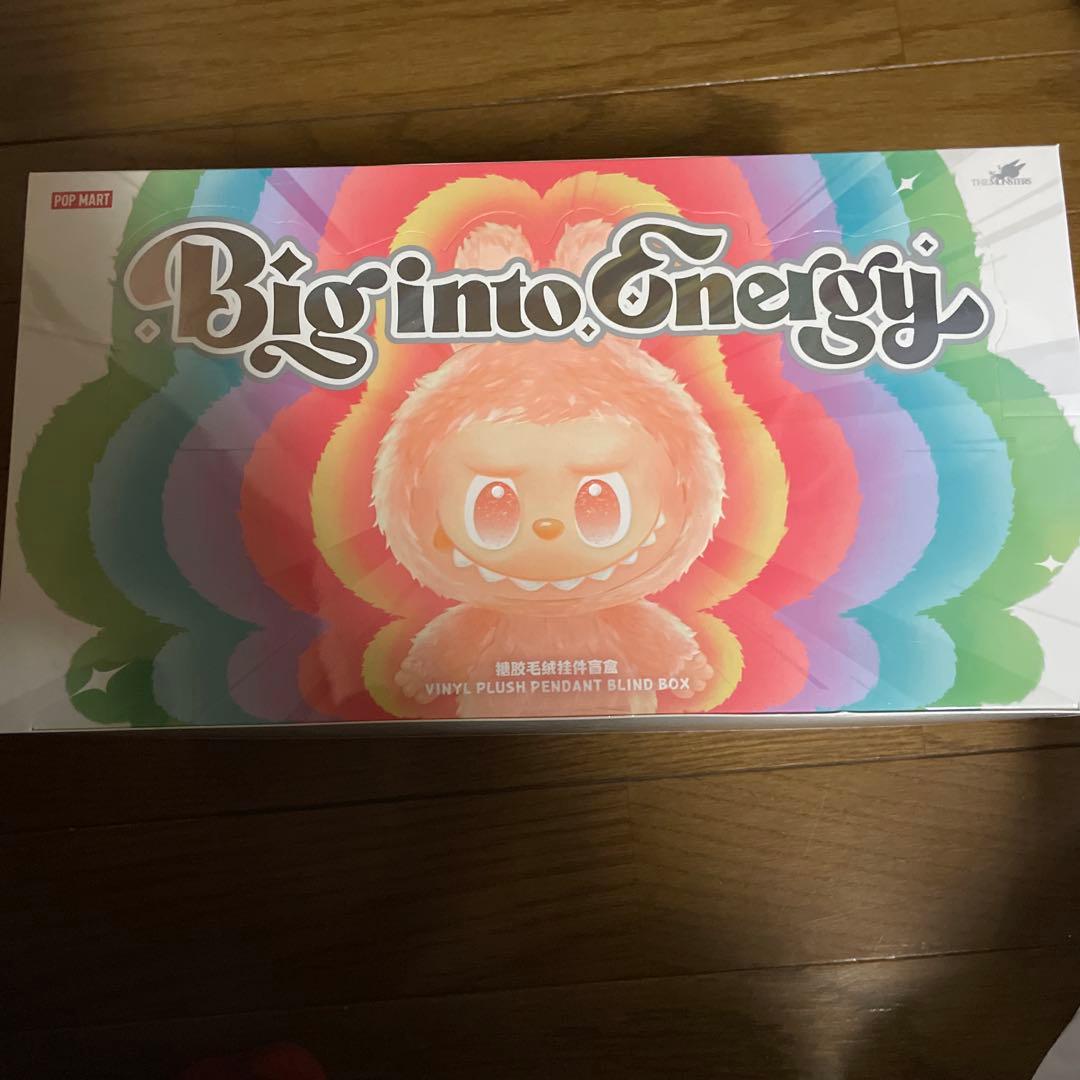 POP MART
THE MONSTERS
Big into Energy
搪胶毛绒挂件盲盒
VINYL PLUSH PENDANT BLIND BOX